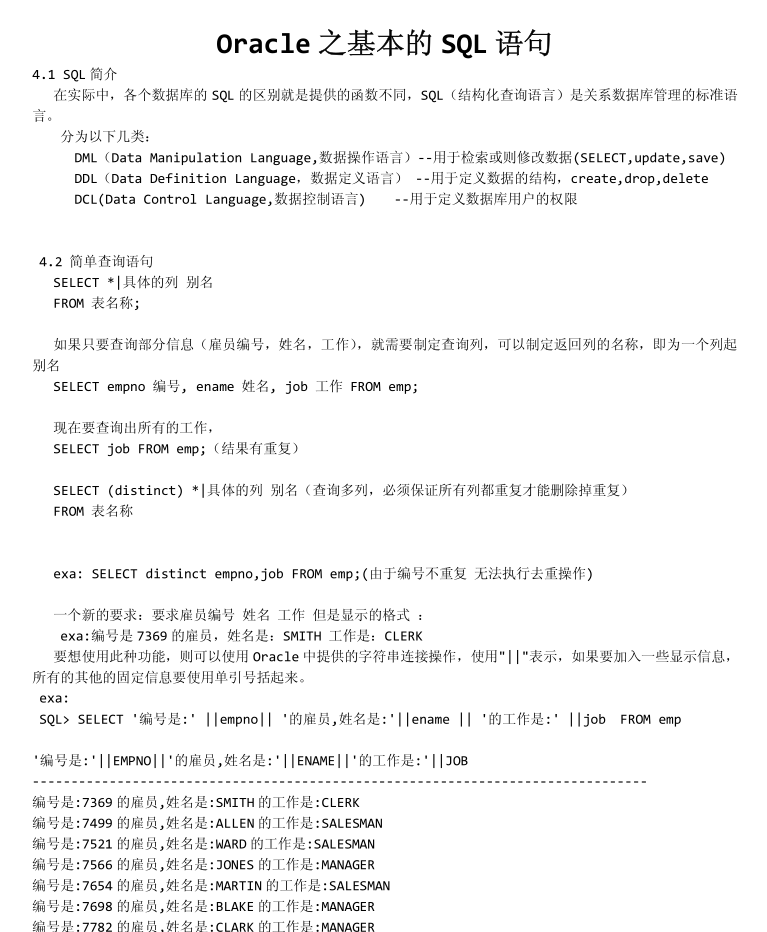 Oracle 之基本的 SQL 语句
4.1 SQL 简介
在实际中，各个数据库的 SQL 的区别就是提供的函数不同，SQL（结构化查询语言）是关系数据库管理的标准语
言。
分为以下几类：
DML（Data Manipulation Language,数据操作语言）--用于检索或则修改数据(SELECT,update,save)
DDL（Data Definition Language，数据定义语言） --用于定义数据的结构，create,drop,delete
DCL(Data Control Language,数据控制语言) --用于定义数据库用户的权限
4.2 简单查询语句
SELECT *|具体的列 别名
FROM 表名称;
如果只要查询部分信息（雇员编号，姓名，工作），就需要制定查询列，可以制定返回列的名称，即为一个列起
别名
SELECT empno 编号, ename 姓名, job 工作 FROM emp;
现在要查询出所有的工作，
SELECT job FROM emp;（结果有重复）
SELECT (distinct) *|具体的列 别名（查询多列，必须保证所有列都重复才能删除掉重复）
FROM 表名称
exa: SELECT distinct empno,job FROM emp;(由于编号不重复 无法执行去重操作)
一个新的要求：要求雇员编号 姓名 工作 但是显示的格式 ：
exa:编号是 7369 的雇员，姓名是：SMITH 工作是：CLERK
要想使用此种功能，则可以使用 Oracle 中提供的字符串连接操作，使用"||"表示，如果要加入一些显示信息，
所有的其他的固定信息要使用单引号括起来。
exa:
SQL> SELECT '编号是:' ||empno|| '的雇员,姓名是:'||ename || '的工作是:' ||job FROM emp
'编号是:'||EMPNO||'的雇员,姓名是:'||ENAME||'的工作是:'||JOB
--------------------------------------------------------------------------------
编号是:7369 的雇员,姓名是:SMITH 的工作是:CLERK
编号是:7499 的雇员,姓名是:ALLEN 的工作是:SALESMAN
编号是:7521 的雇员,姓名是:WARD 的工作是:SALESMAN
编号是:7566 的雇员,姓名是:JONES 的工作是:MANAGER
编号是:7654 的雇员,姓名是:MARTIN 的工作是:SALESMAN
编号是:7698 的雇员,姓名是:BLAKE 的工作是:MANAGER
编号是:7782 的雇员,姓名是:CLARK 的工作是:MANAGER